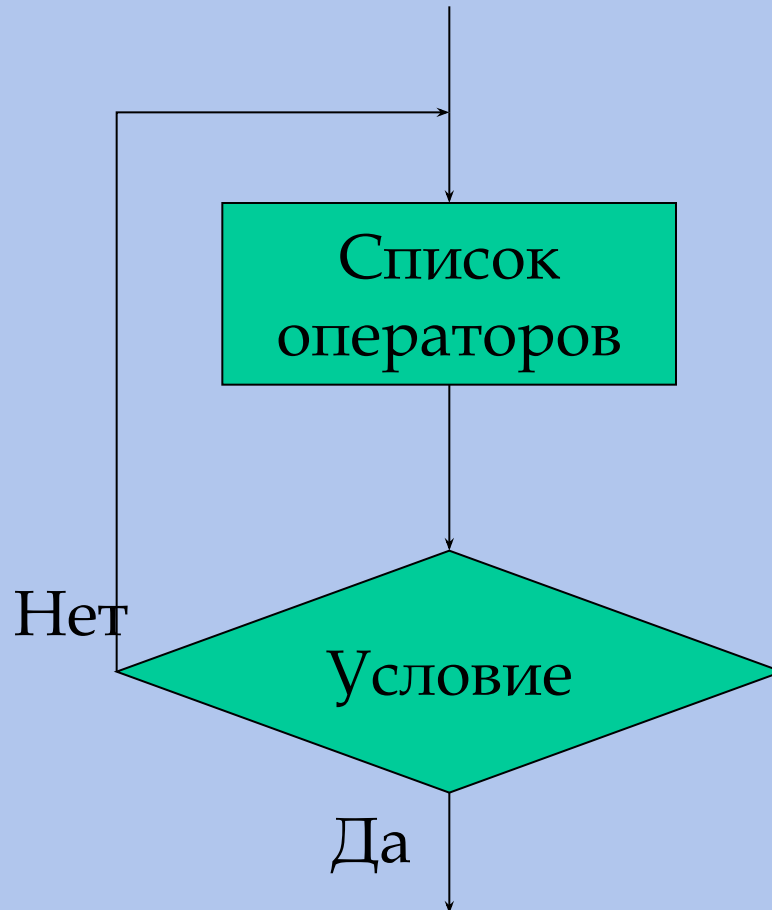 Список
операторов
Нет
Условие
Да